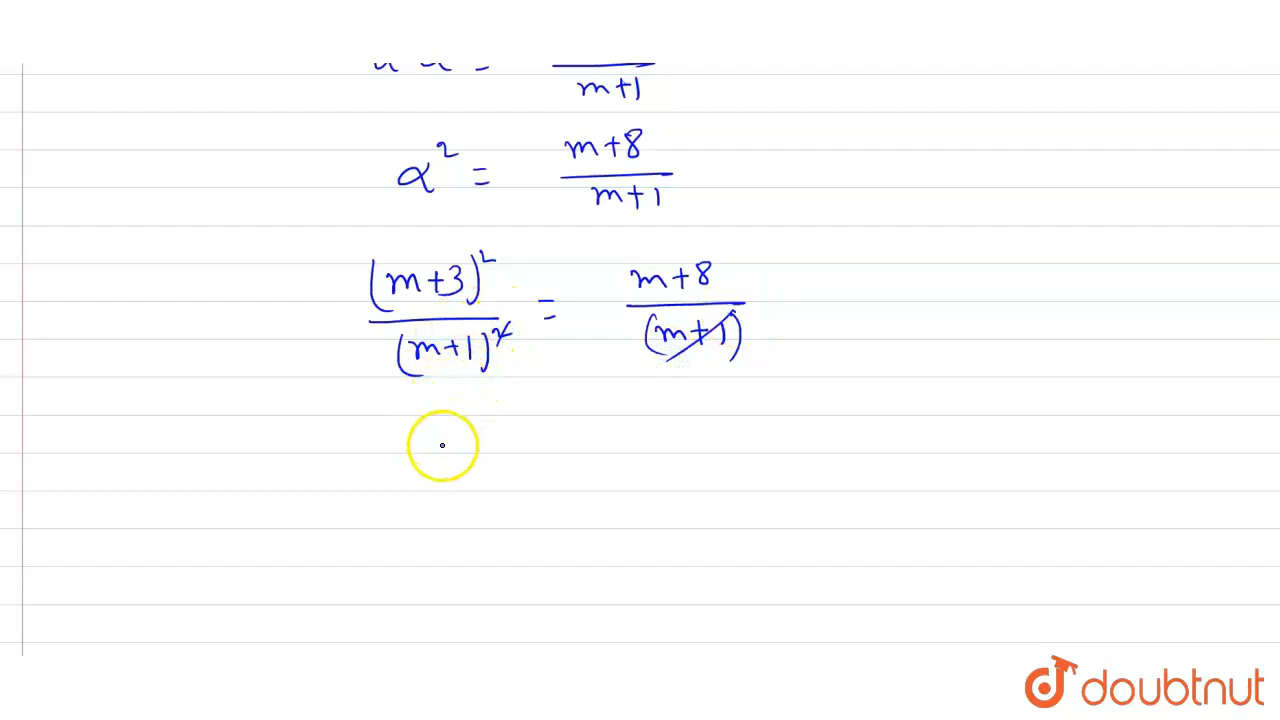 m+1
α² = m+8 / m+1
(m+3)² / (m+1)² = m+8 / (m+1)
doubtnut